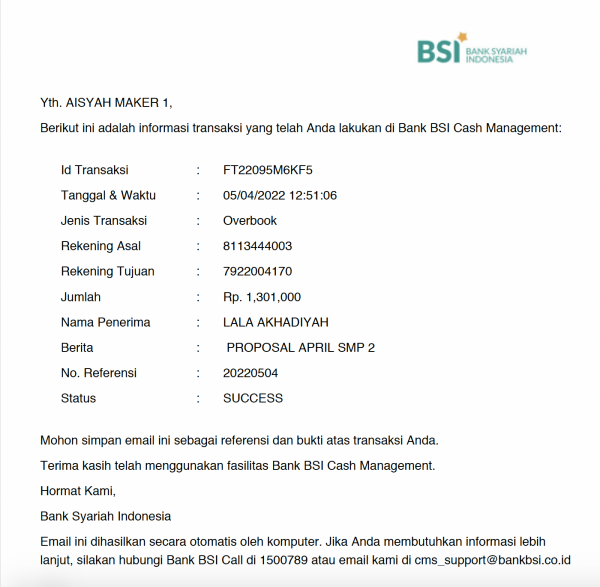 BSI BANK SYARIAH
INDONESIA
Yth. AISYAH MAKER 1,
Berikut ini adalah informasi transaksi yang telah Anda lakukan di Bank BSI Cash Management:
Id Transaksi : FT22095M6KF5
Tanggal & Waktu : 05/04/2022 12:51:06
Jenis Transaksi : Overbook
Rekening Asal : 8113444003
Rekening Tujuan : 7922004170
Jumlah : Rp. 1,301,000
Nama Penerima : LALA AKHADIYAH
Berita : PROPOSAL APRIL SMP 2
No. Referensi : 20220504
Status : SUCCESS
Mohon simpan email ini sebagai referensi dan bukti atas transaksi Anda.
Terima kasih telah menggunakan fasilitas Bank BSI Cash Management.
Hormat Kami,
Bank Syariah Indonesia
Email ini dihasilkan secara otomatis oleh komputer. Jika Anda membutuhkan informasi lebih
lanjut, silakan hubungi Bank BSI Call di 1500789 atau email kami di cms_support@bankbsi.co.id